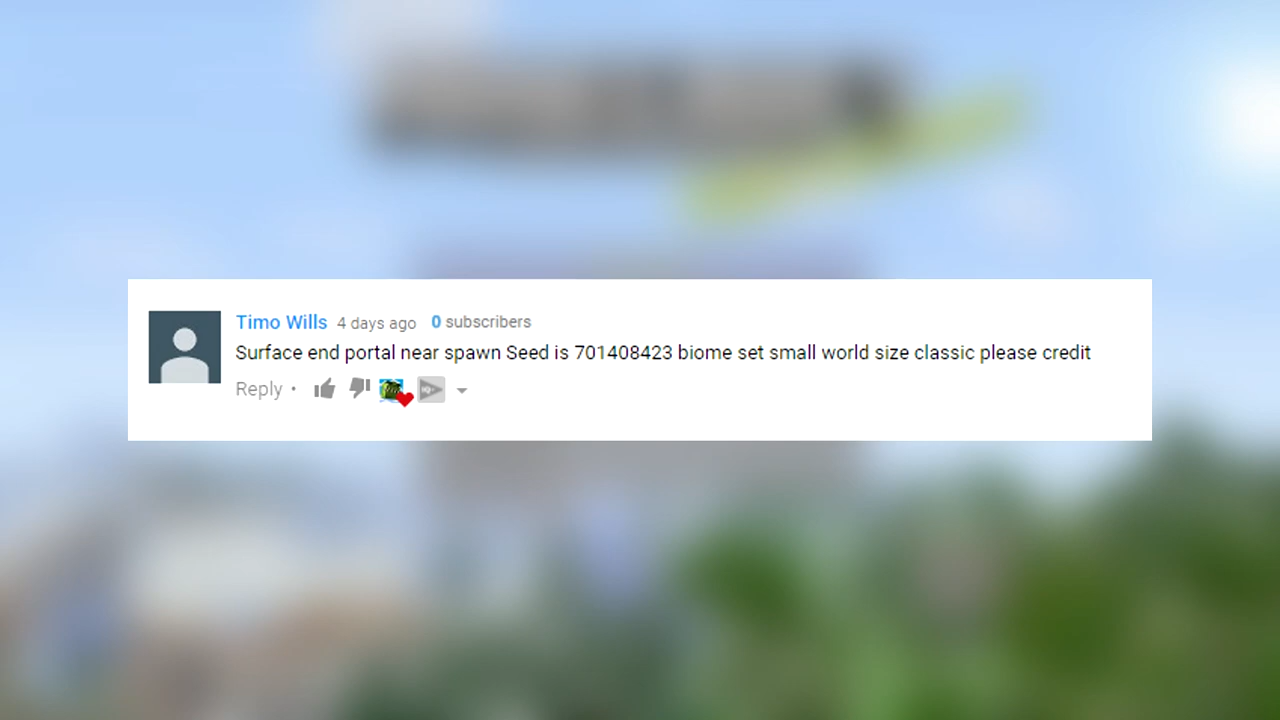 Timo Wills 4 days ago 0 subscribers
Surface end portal near spawn Seed is 701408423 biome set small world size classic please credit
Reply •